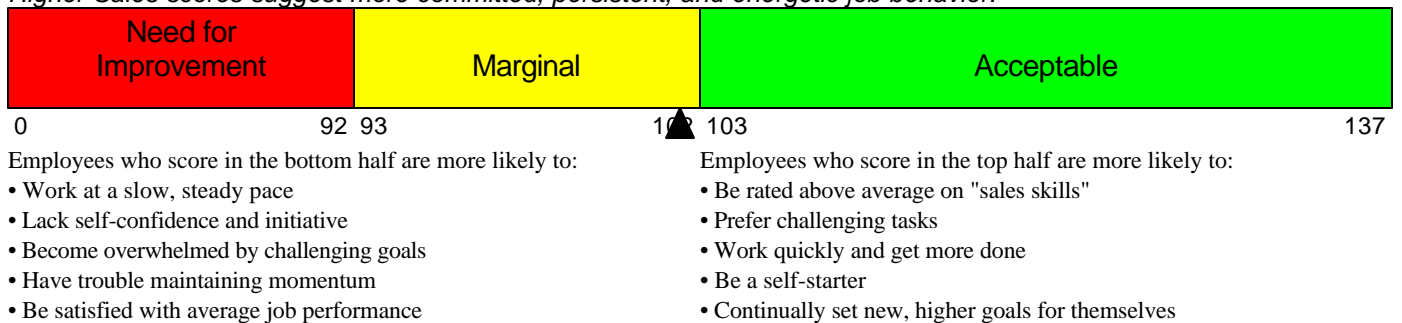 Higher Sales scores suggest more committed, persistent, and energetic job behavior.
Need for
Improvement
Marginal
Acceptable
0
92
93
103
137
Employees who score in the bottom half are more likely to:
• Work at a slow, steady pace
• Lack self-confidence and initiative
• Become overwhelmed by challenging goals
• Have trouble maintaining momentum
• Be satisfied with average job performance
Employees who score in the top half are more likely to:
• Be rated above average on "sales skills"
• Prefer challenging tasks
• Work quickly and get more done
• Be a self-starter
• Continually set new, higher goals for themselves